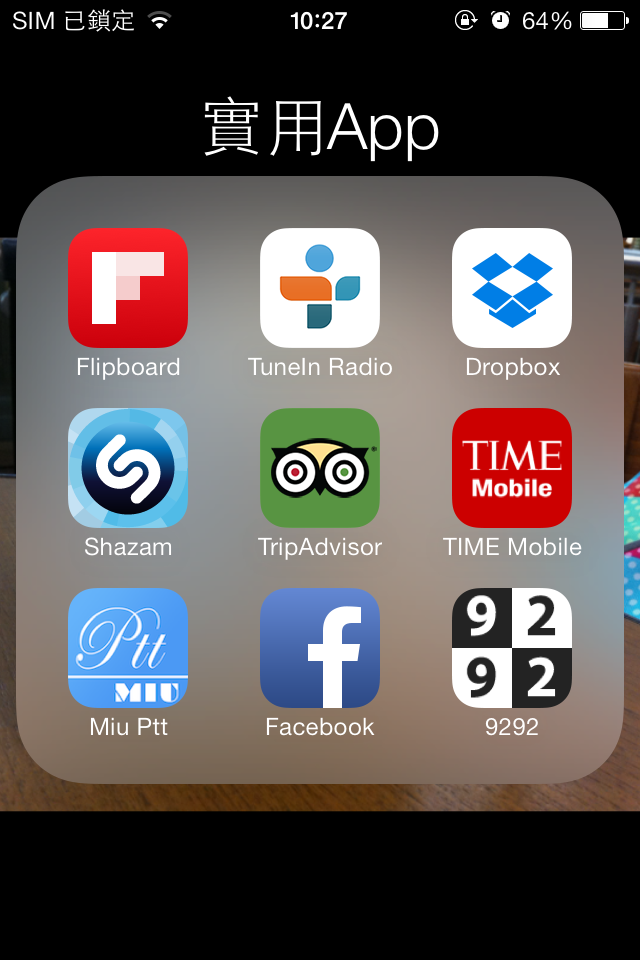 SIM 已鎖定 10:27 64%
實用App
Flipboard TuneIn Radio Dropbox
TIME
Mobile
Shazam TripAdvisor TIME Mobile
Ptt 9 2
MIU 9 2
Miu Ptt Facebook 9292